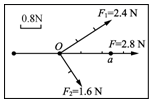 0.8N
F₁=2.4 N
O
F=2.8 N
a
F₂=1.6 N